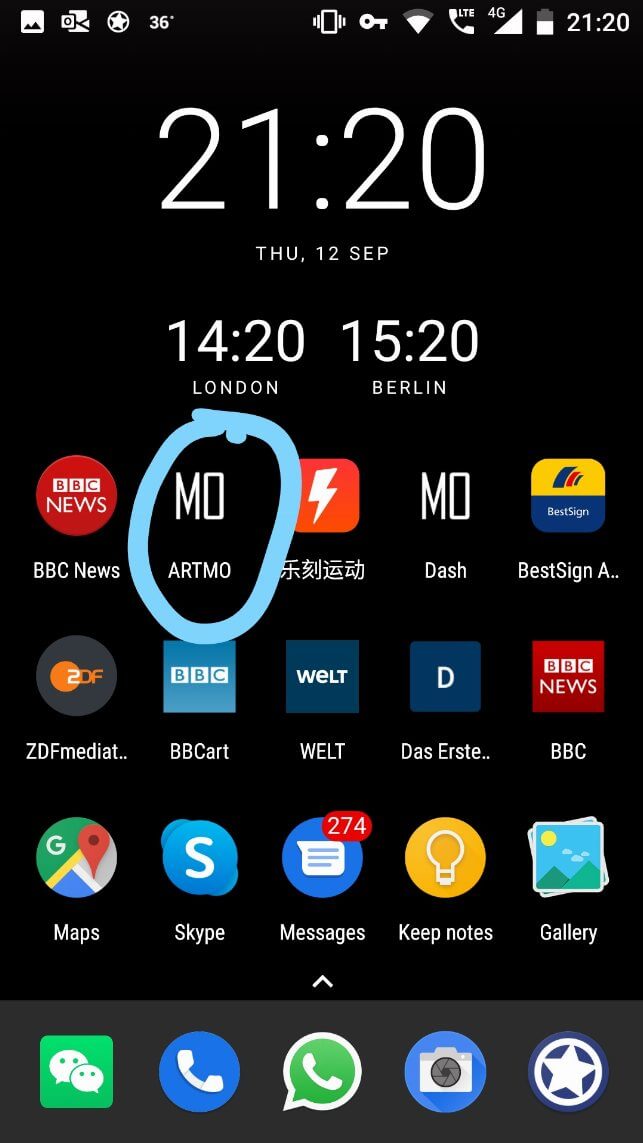 36° 4G LTE 21:20
21:20
THU, 12 SEP
14:20 15:20
LONDON BERLIN
BBC NEWS MO MO BestSign
BBC News ARTMO 乐刻运动 Dash BestSign A..
2DF BBC WELT D BBC NEWS
ZDFmediat.. BBCart WELT Das Erste.. BBC
G S 274
Maps Skype Messages Keep notes Gallery